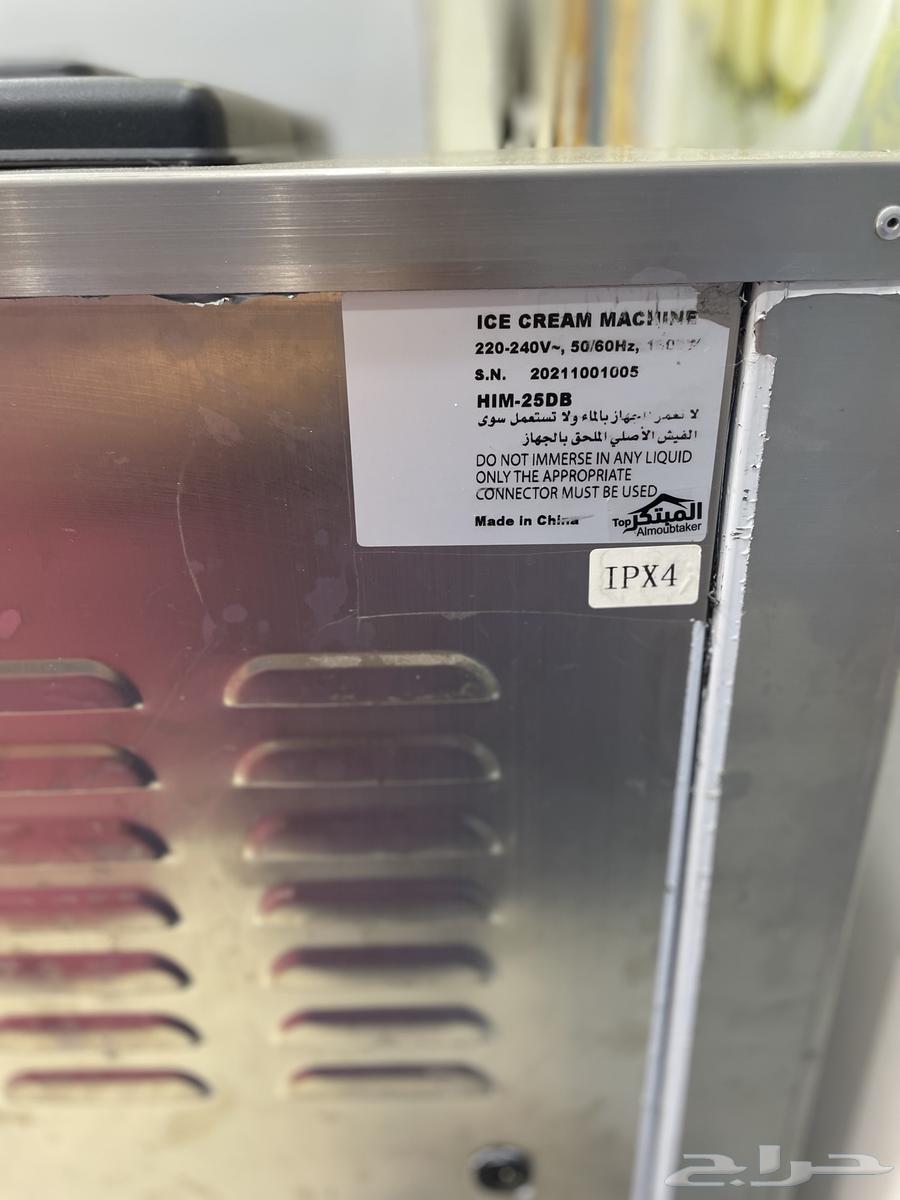 ICE CREAM MACHINE
220-240V~, 50/60Hz,
S.N. 20211001005
HIM-25DB
لا تغمر الجهاز بالماء ولا تستعمل سوى
الفيش الأصلي الملحق بالجهاز
DO NOT IMMERSE IN ANY LIQUID
ONLY THE APPROPRIATE
CONNECTOR MUST BE USED
Made in China
Top المبتكر
Almoubtaker
IPX4
حراج